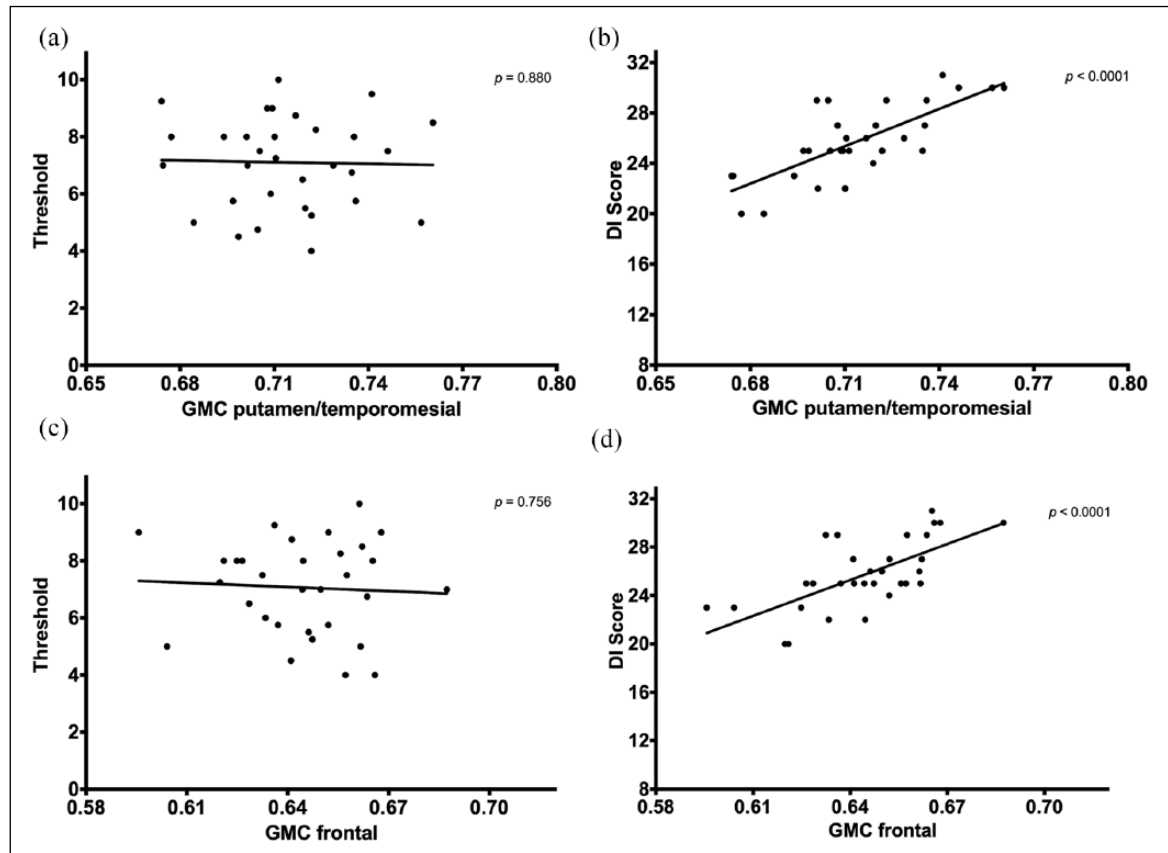 (a)
p = 0.880
Threshold
10
8
6
4
2
0
0.65 0.68 0.71 0.74 0.77 0.80
GMC putamen/temporomesial
(b)
p < 0.0001
DI Score
32
28
24
20
16
12
8
0.65 0.68 0.71 0.74 0.77 0.80
GMC putamen/temporomesial
(c)
p = 0.756
Threshold
10
8
6
4
2
0
0.58 0.61 0.64 0.67 0.70
GMC frontal
(d)
p < 0.0001
DI Score
32
28
24
20
16
12
8
0.58 0.61 0.64 0.67 0.70
GMC frontal